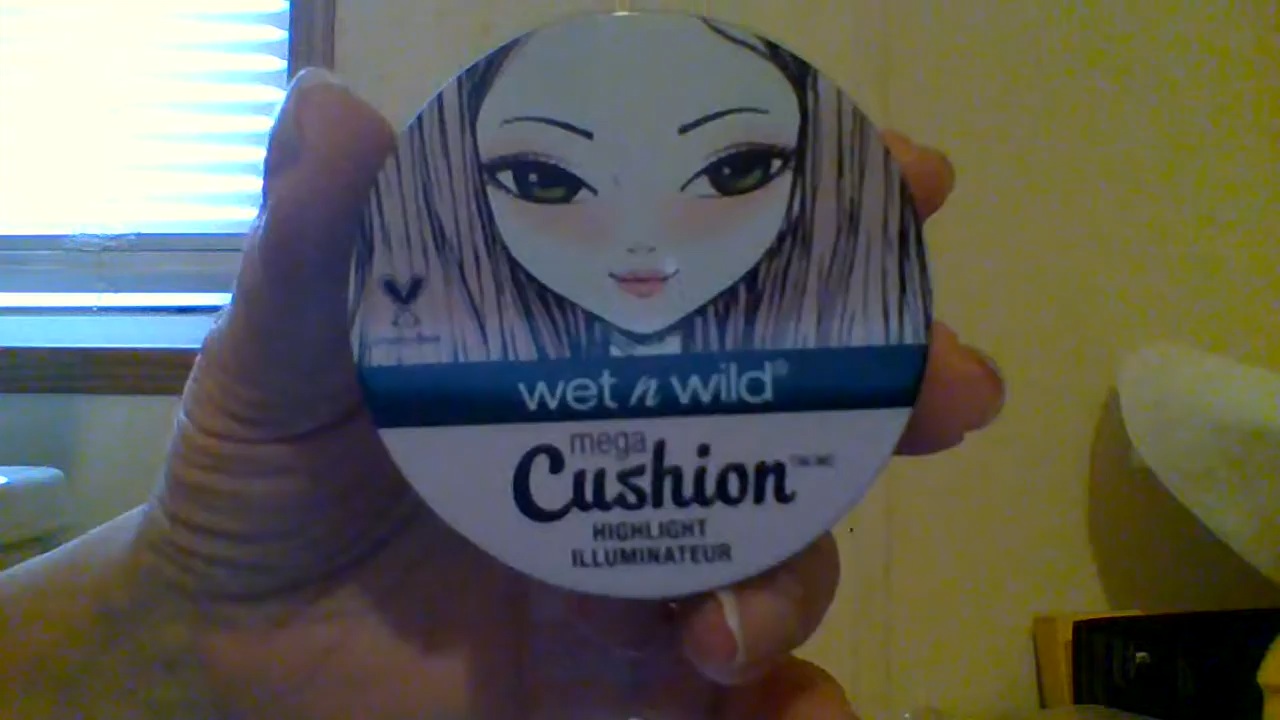 wet n wild®
mega
Cushion
HIGHLIGHT
ILLUMINATEUR